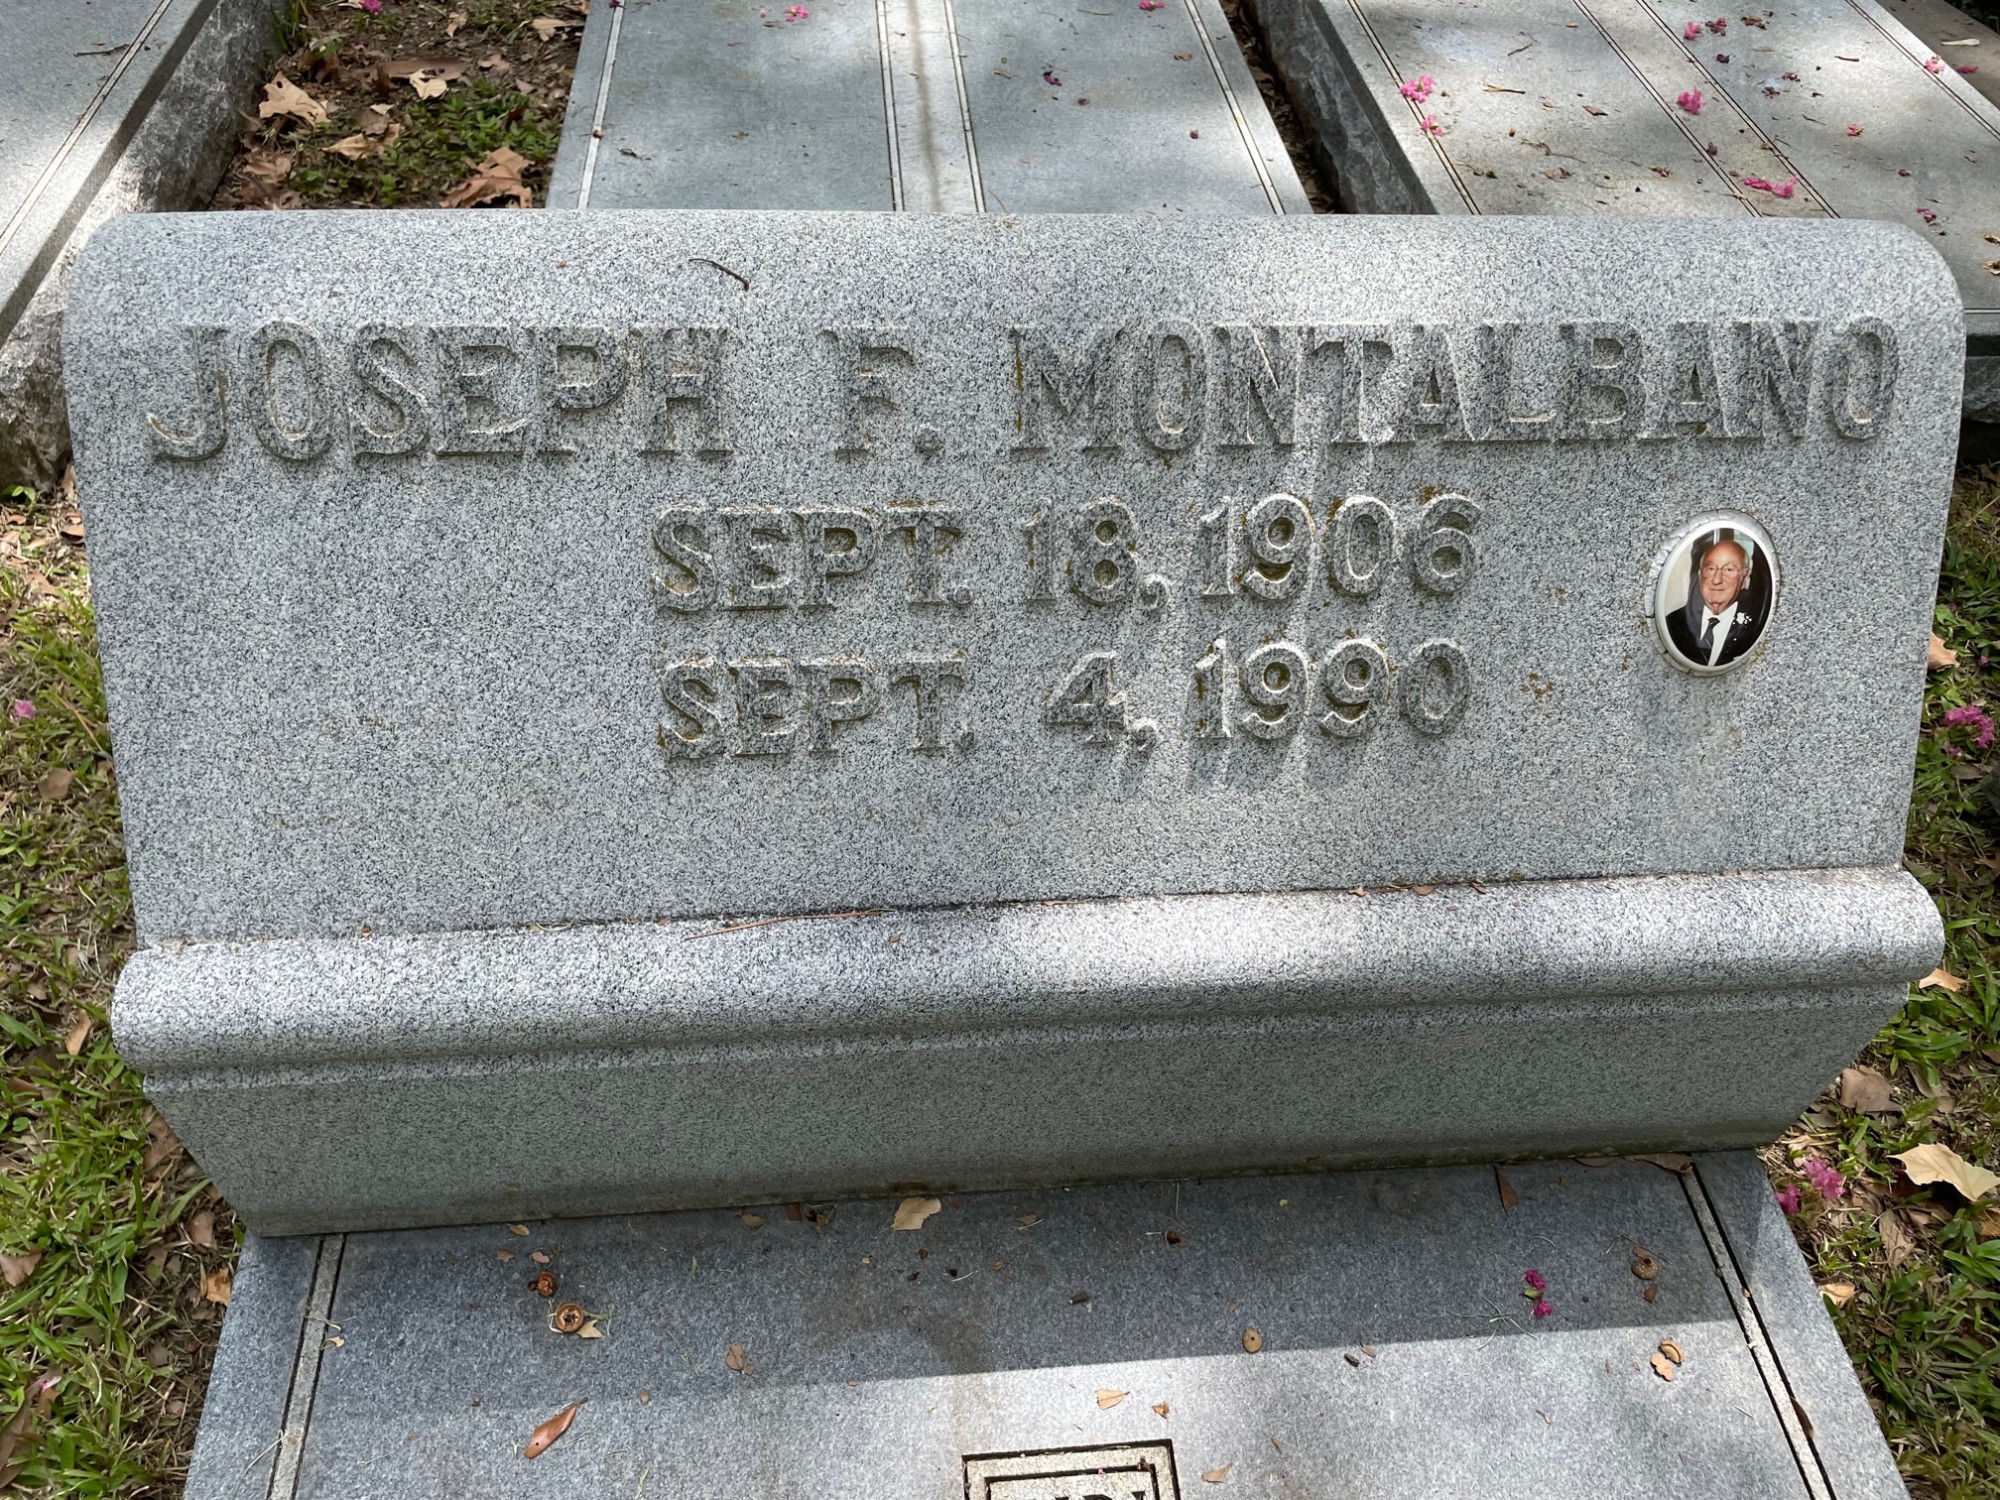 JOSEPH F. MONTALBANO
SEPT. 18, 1906
SEPT. 4, 1990